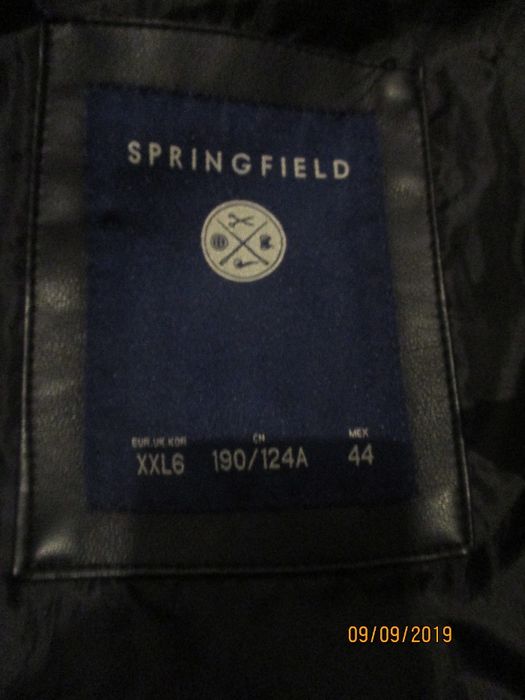 SPRINGFIELD
EUR.UK.KOR CN MEX
XXL6 190/124A 44
09/09/2019